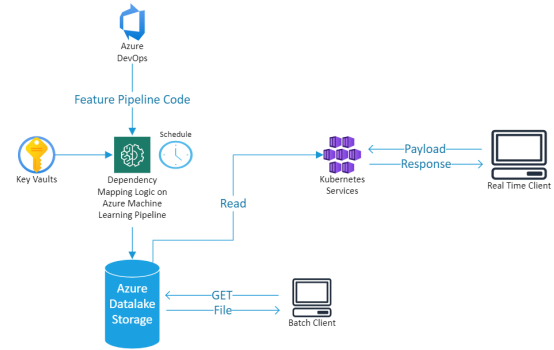 Azure
DevOps
Feature Pipeline Code
Schedule
Key Vaults
Dependency
Mapping Logic on
Azure Machine
Learning Pipeline
Kubernetes
Services
Payload
Response
Real Time Client
Read
Azure
Datalake
Storage
GET
File
Batch Client